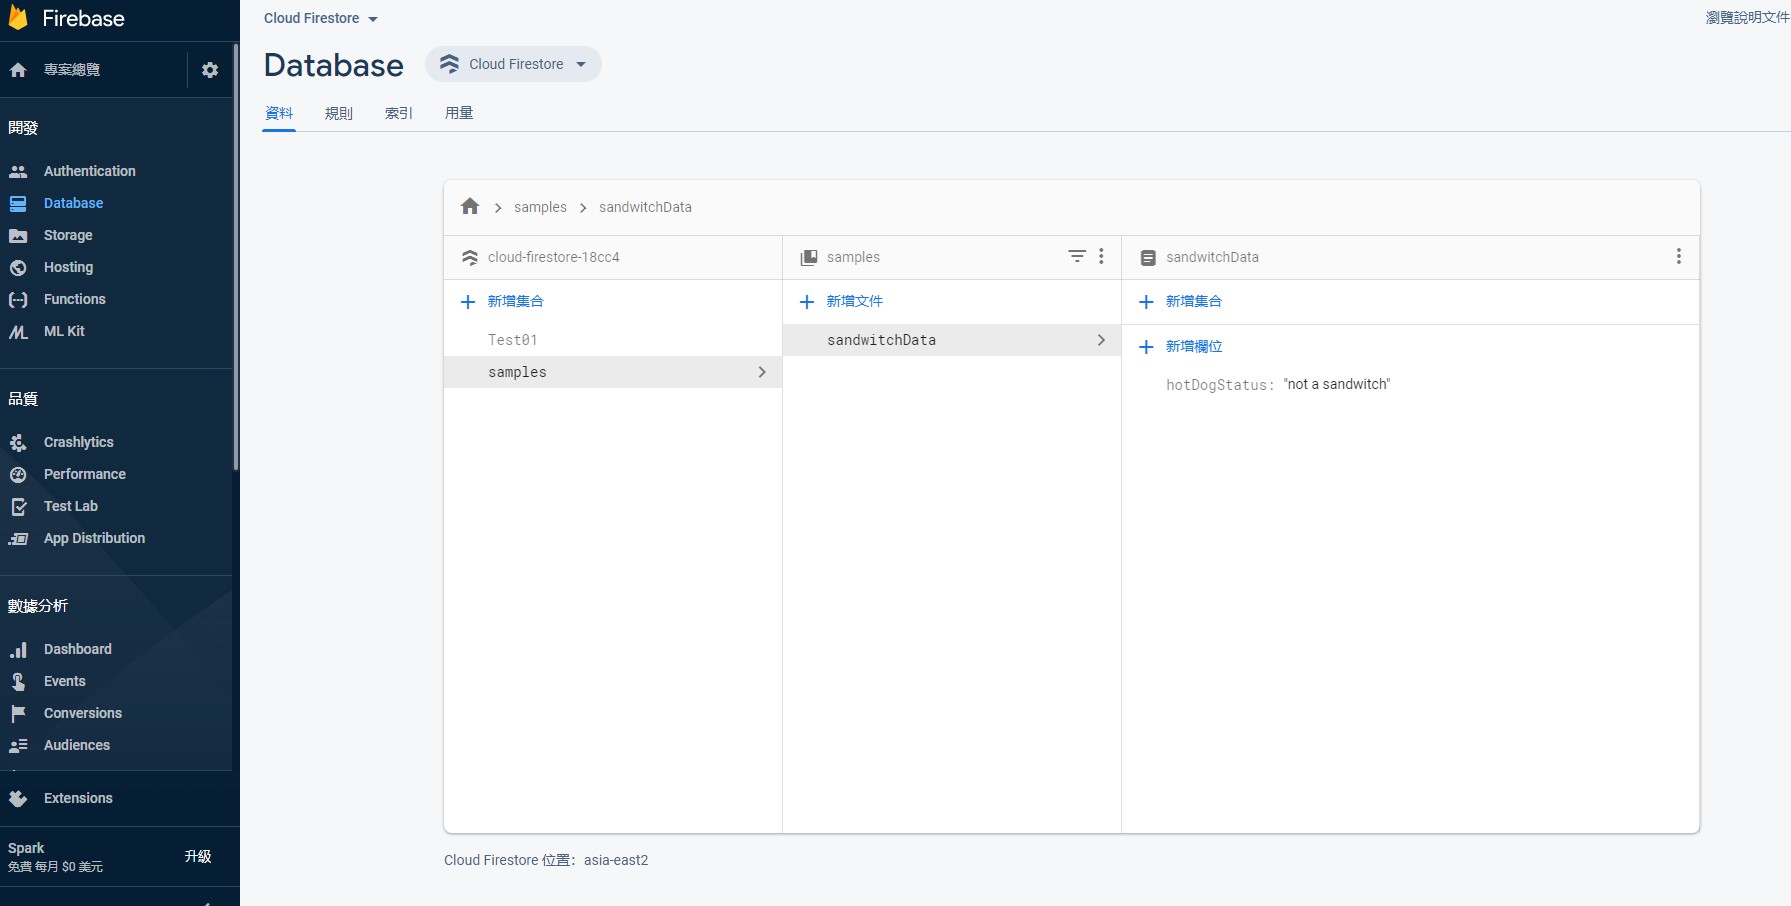 Firebase
專案總覽
開發
Authentication
Database
Storage
Hosting
Functions
ML Kit
品質
Crashlytics
Performance
Test Lab
App Distribution
數據分析
Dashboard
Events
Conversions
Audiences
Extensions
Spark
免費 每月 $0 美元
升級
Cloud Firestore
瀏覽說明文件
Database
Cloud Firestore
資料 規則 索引 用量
samples > sandwitchData
cloud-firestore-18cc4
新增集合
Test01
samples
samples
新增文件
sandwitchData
sandwitchData
新增集合
新增欄位
hotDogStatus: "not a sandwitch"
Cloud Firestore 位置：asia-east2